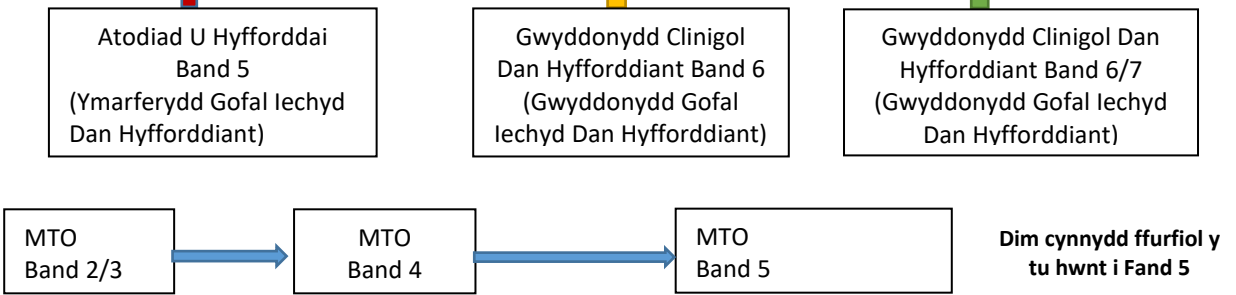 Atodiad U Hyfforddai
Band 5
(Ymarferydd Gofal Iechyd
Dan Hyfforddiant)
Gwyddonydd Clinigol
Dan Hyfforddiant Band 6
(Gwyddonydd Gofal
Iechyd Dan Hyfforddiant)
Gwyddonydd Clinigol Dan
Hyfforddiant Band 6/7
(Gwyddonydd Gofal Iechyd
Dan Hyfforddiant)
MTO
Band 2/3
MTO
Band 4
MTO
Band 5
Dim cynnydd ffurfiol y
tu hwnt i Fand 5